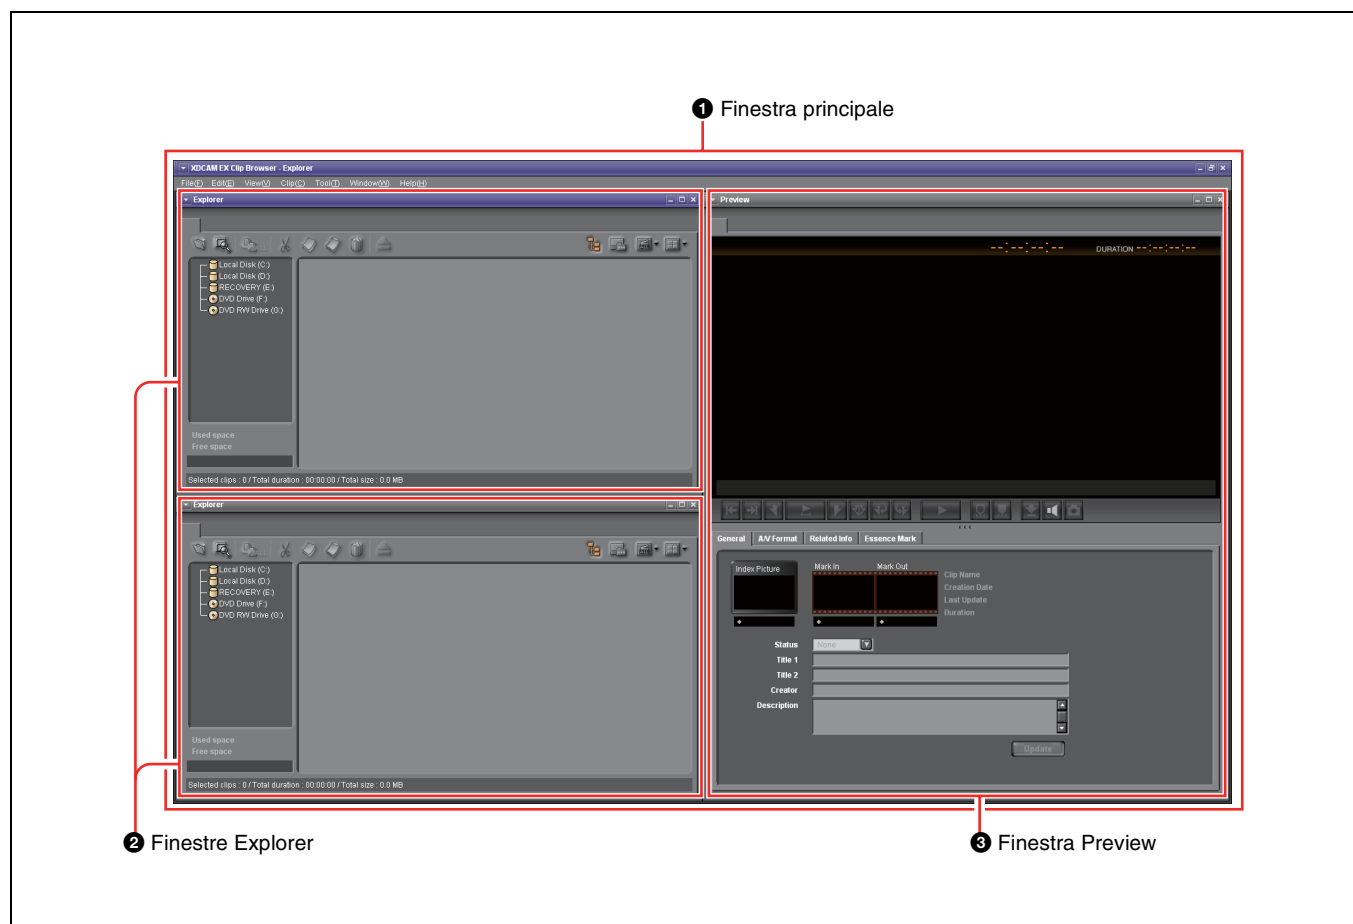 ❶ Finestra principale
XDCAM EX Clip Browser - Explorer
File(F) Edit(E) View(V) Clip(C) Tool(T) Window(W) Help(H)
Explorer
Local Disk (C:)
Local Disk (D:)
RECOVERY (E:)
DVD Drive (F:)
DVD RW Drive (G:)
Used space
Free space
Selected clips : 0 / Total duration : 00:00:00 / Total size : 0.0 MB
Explorer
Local Disk (C:)
Local Disk (D:)
RECOVERY (E:)
DVD Drive (F:)
DVD RW Drive (G:)
Used space
Free space
Selected clips : 0 / Total duration : 00:00:00 / Total size : 0.0 MB
Preview
--:--:--:-- DURATION --:--:--:--
General A/V Format Related Info Essence Mark
Index Picture Mark In Mark Out
Clip Name
Creation Date
Last Update
Duration
Status None
Title 1
Title 2
Creator
Description
Update
❷ Finestre Explorer
❸ Finestra Preview